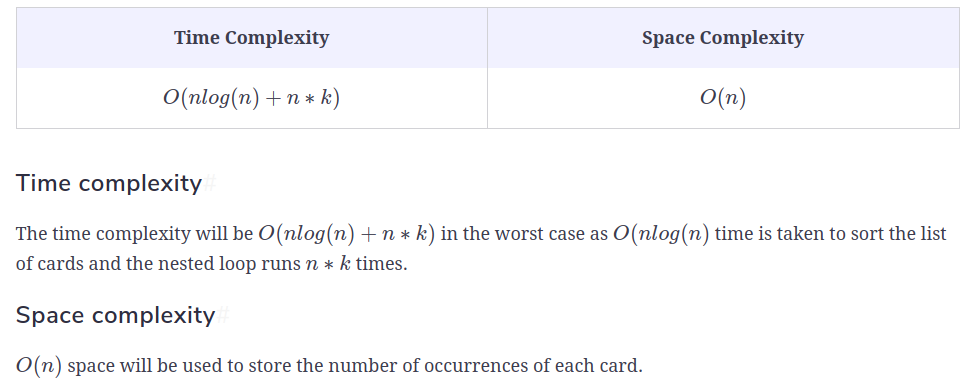 Time Complexity Space Complexity
O(nlog(n) + n * k) O(n)
Time complexity#
The time complexity will be O(nlog(n) + n * k) in the worst case as O(nlog(n) time is taken to sort the list
of cards and the nested loop runs n * k times.
Space complexity#
O(n) space will be used to store the number of occurrences of each card.